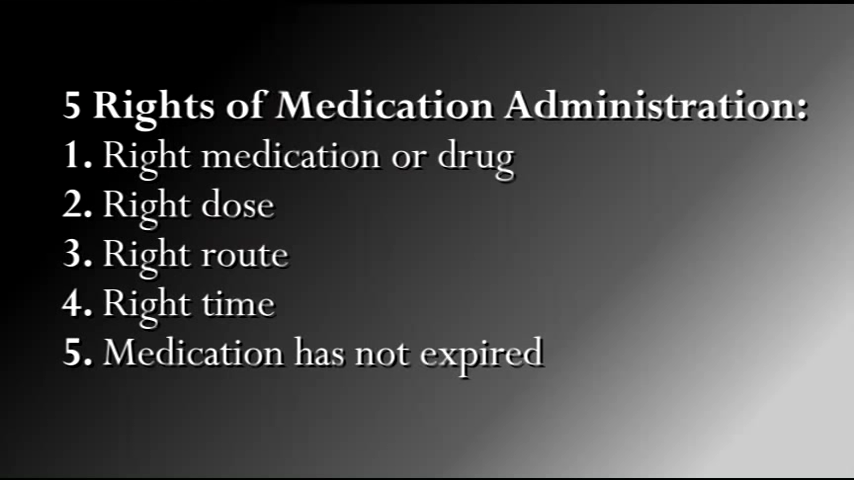 5 Rights of Medication Administration:
1. Right medication or drug
2. Right dose
3. Right route
4. Right time
5. Medication has not expired